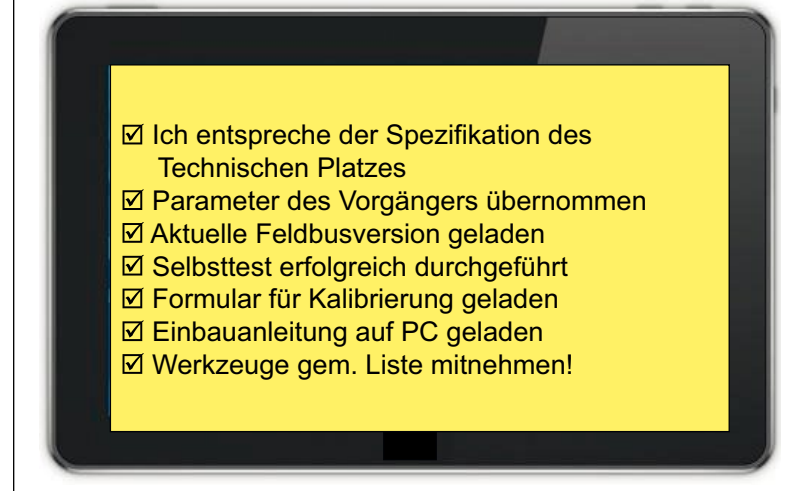 ☑ Ich entspreche der Spezifikation des
Technischen Platzes
☑ Parameter des Vorgängers übernommen
☑ Aktuelle Feldbusversion geladen
☑ Selbsttest erfolgreich durchgeführt
☑ Formular für Kalibrierung geladen
☑ Einbauanleitung auf PC geladen
☑ Werkzeuge gem. Liste mitnehmen!